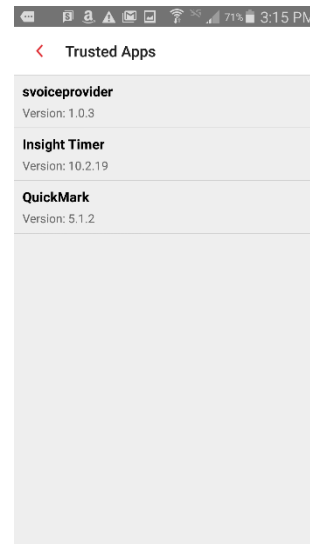 71% 3:15 PM
Trusted Apps
svoiceprovider
Version: 1.0.3
Insight Timer
Version: 10.2.19
QuickMark
Version: 5.1.2